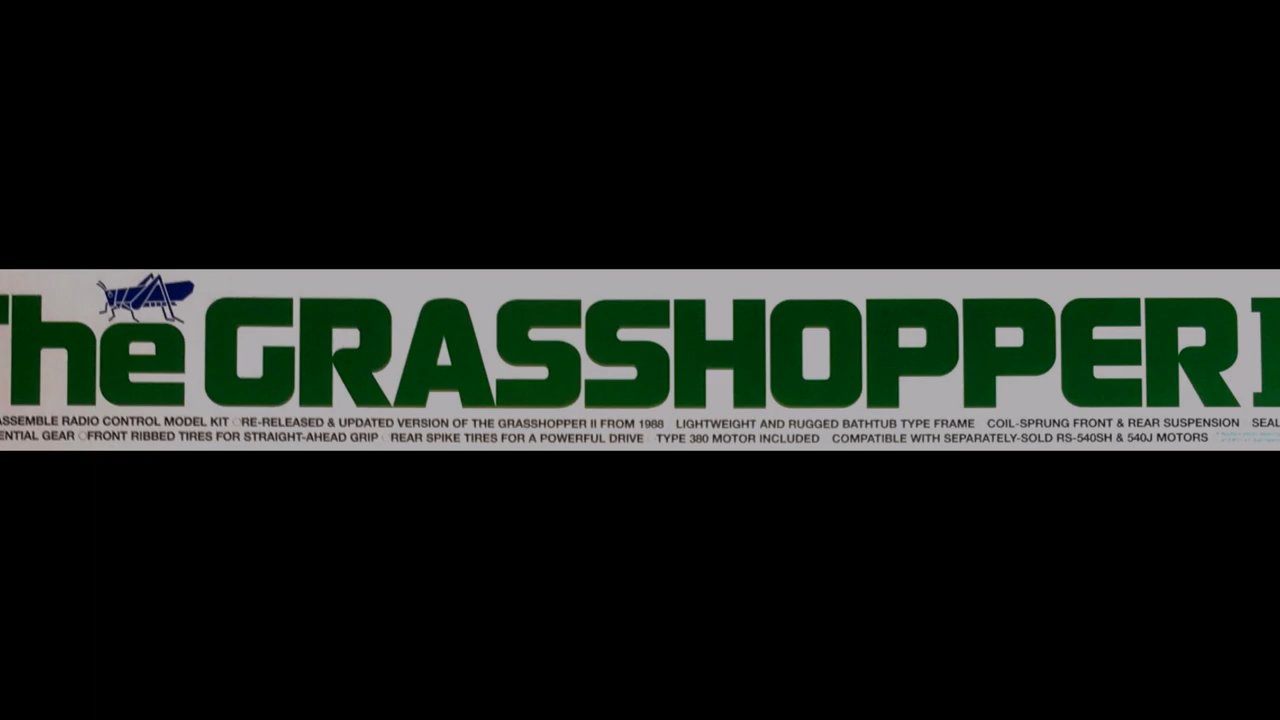 The GRASSHOPPER I
ASSEMBLE RADIO CONTROL MODEL KIT ○RE-RELEASED & UPDATED VERSION OF THE GRASSHOPPER II FROM 1988 LIGHTWEIGHT AND RUGGED BATHTUB TYPE FRAME COIL-SPRUNG FRONT & REAR SUSPENSION SEAL
ENTIAL GEAR ○FRONT RIBBED TIRES FOR STRAIGHT-AHEAD GRIP REAR SPIKE TIRES FOR A POWERFUL DRIVE TYPE 380 MOTOR INCLUDED COMPATIBLE WITH SEPARATELY-SOLD RS-540SH & 540J MOTORS